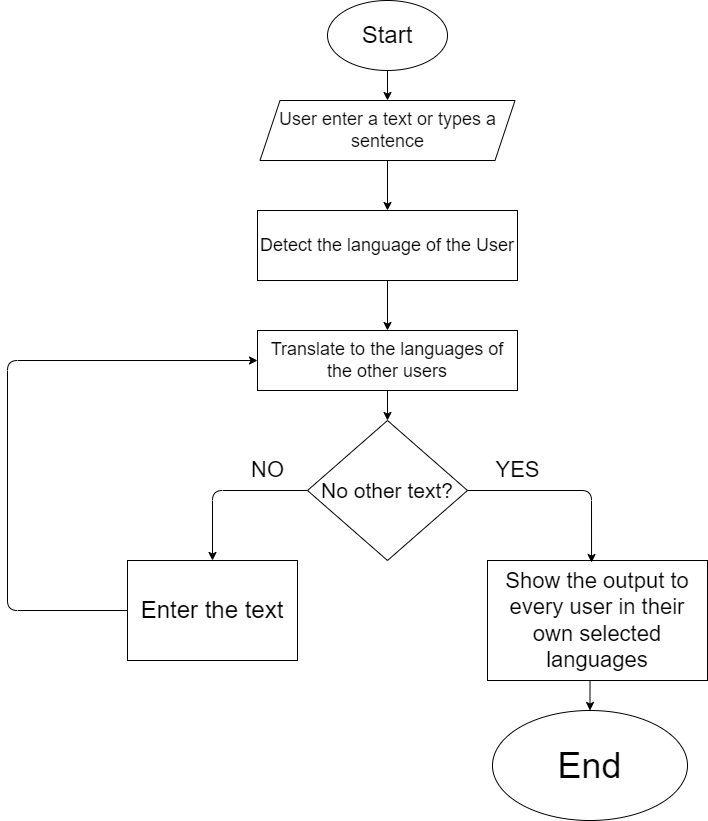 Start
User enter a text or types a
sentence
Detect the language of the User
Translate to the languages of
the other users
NO
YES
No other text?
Enter the text
Show the output to
every user in their
own selected
languages
End